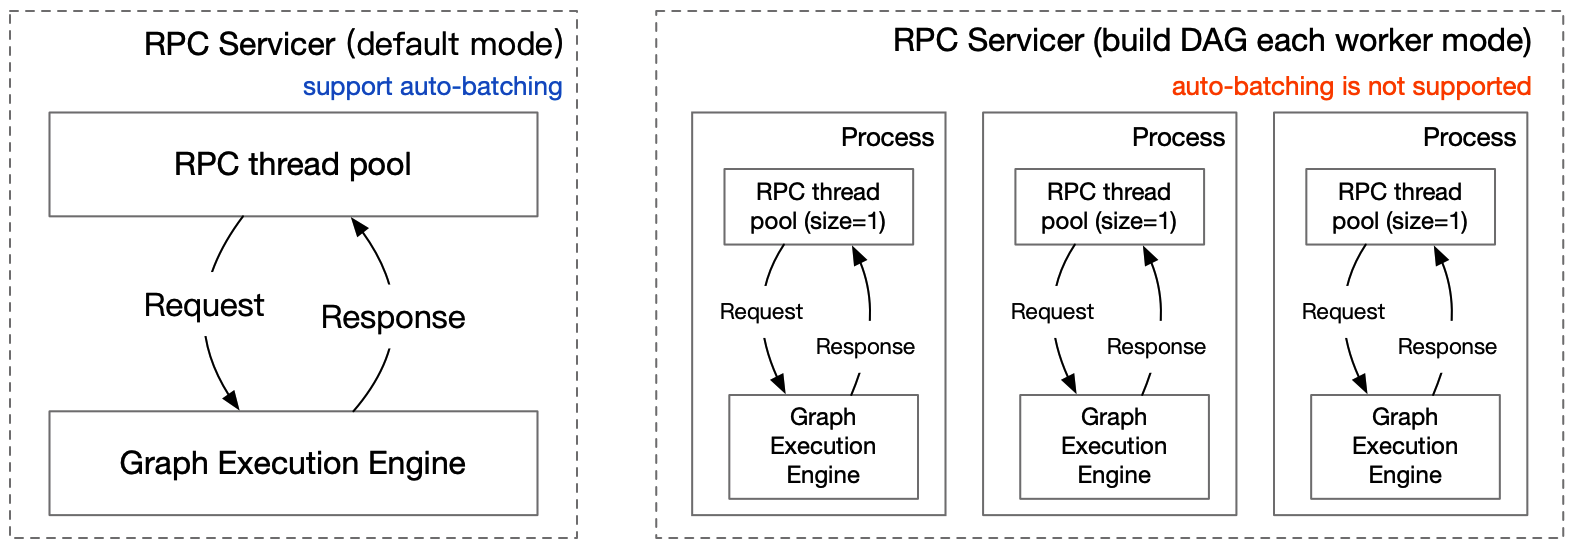 RPC Servicer (default mode)
support auto-batching
RPC thread pool
Request
Response
Graph Execution Engine
RPC Servicer (build DAG each worker mode)
auto-batching is not supported
Process
RPC thread
pool (size=1)
Request
Response
Graph
Execution
Engine
Process
RPC thread
pool (size=1)
Request
Response
Graph
Execution
Engine
Process
RPC thread
pool (size=1)
Request
Response
Graph
Execution
Engine